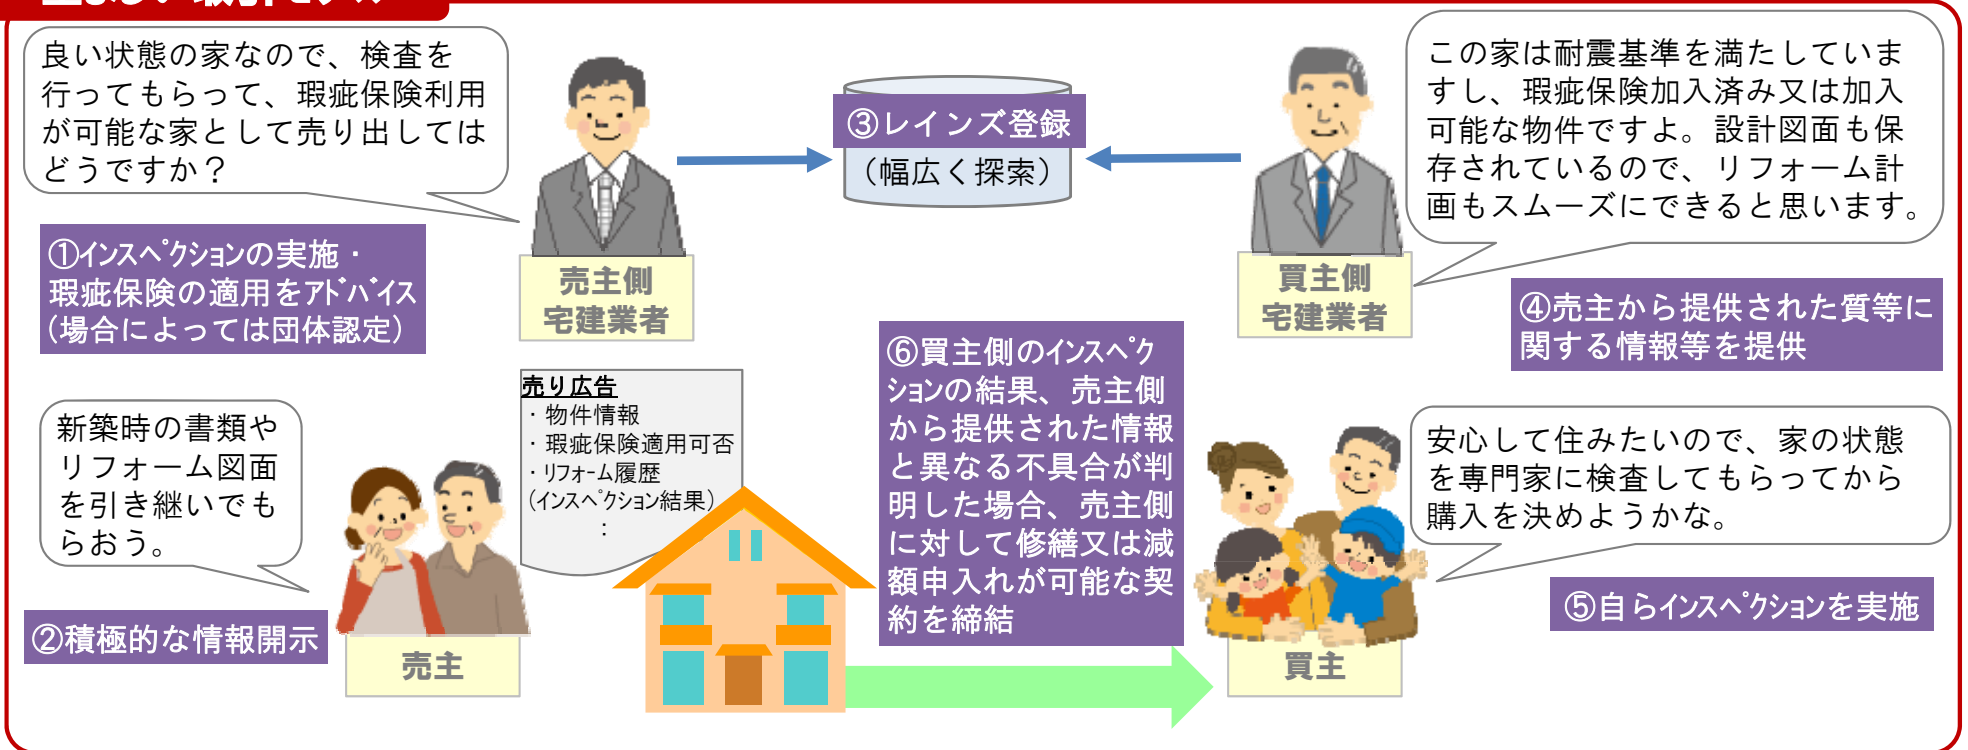 良い状態の家なので、検査を
行ってもらって、瑕疵保険利用
が可能な家として売り出しては
どうですか？
①ｲﾝｽﾍﾟｸｼｮﾝの実施・
瑕疵保険の適用をｱﾄﾞﾊﾞｲｽ
(場合によっては団体認定)
売主側
宅建業者
③レインズ登録
（幅広く探索）
買主側
宅建業者
この家は耐震基準を満たしていま
すし、瑕疵保険加入済み又は加入
可能な物件ですよ。設計図面も保
存されているので、リフォーム計
画もスムーズにできると思います。
④売主から提供された質等に
関する情報等を提供
新築時の書類や
リフォーム図面
を引き継いでも
らおう。
②積極的な情報開示
売主
売り広告
・物件情報
・瑕疵保険適用可否
・ﾘﾌｫｰﾑ履歴
(ｲﾝｽﾍﾟｸｼｮﾝ結果)
：
⑥買主側のｲﾝｽﾍﾟｸ
ｼｮﾝの結果、売主側
から提供された情報
と異なる不具合が判
明した場合、売主側
に対して修繕又は減
額申入れが可能な契
約を締結
安心して住みたいので、家の状態
を専門家に検査してもらってから
購入を決めようかな。
⑤自らｲﾝｽﾍﾟｸｼｮﾝを実施
買主